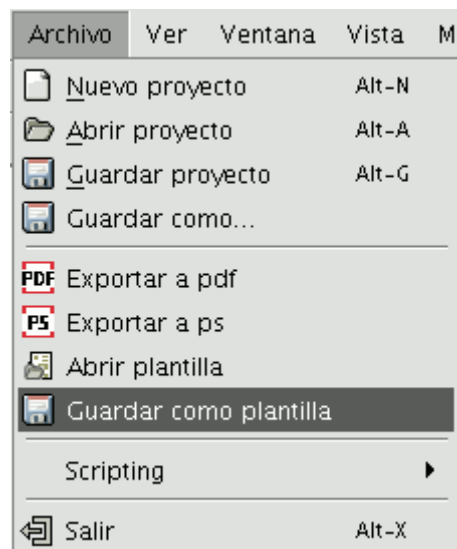 Archivo Ver Ventana Vista M
Nuevo proyecto Alt-N
Abrir proyecto Alt-A
Guardar proyecto Alt-G
Guardar como...
PDF Exportar a pdf
PS Exportar a ps
Abrir plantilla
Guardar como plantilla
Scripting
Salir Alt-X